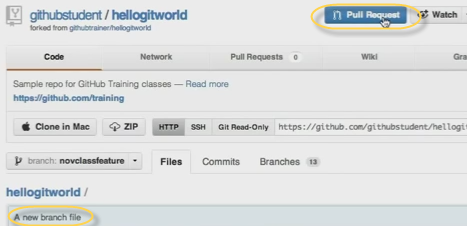 githubstudent / hellogitworld
Pull Request
Watch
forked from githubtrainer/hellogitworld
Code
Network
Pull Requests 0
Wiki
Gra
Sample repo for GitHub Training classes — Read more
https://github.com/training
Clone in Mac
ZIP
HTTP
SSH
Git Read-Only
https://github.com/githubstudent/hellogit
branch: novclassfeature
Files
Commits
Branches 13
hellogitworld /
A new branch file